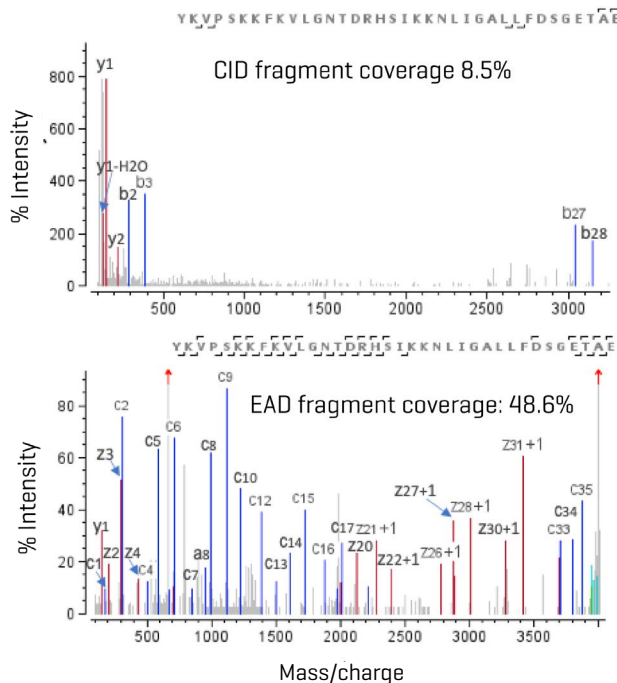 YKVPSKKFKVLGNTDRHSIKKNLIGALLFDSGETAE
CID fragment coverage 8.5%
% Intensity
800
600
400
200
0
y1
y1-H2O
b2
b3
y2
b27
b28
500
1000
1500
2000
2500
3000
YKVPSKKFKVLGNTDRHSIKKNLIGALLFDSGETAE
EAD fragment coverage: 48.6%
% Intensity
80
60
40
20
0
y1
c1
z2
z3
c2
z4
C4
c5
C6
c7
a8
c8
C9
c10
C12
c13
c14
C15
C16
c17
z20
Z21+1
z22+1
Z26+1
z27+1
Z28+1
z30+1
Z31+1
C33
c34
C35
500
1000
1500
2000
2500
3000
3500
Mass/charge